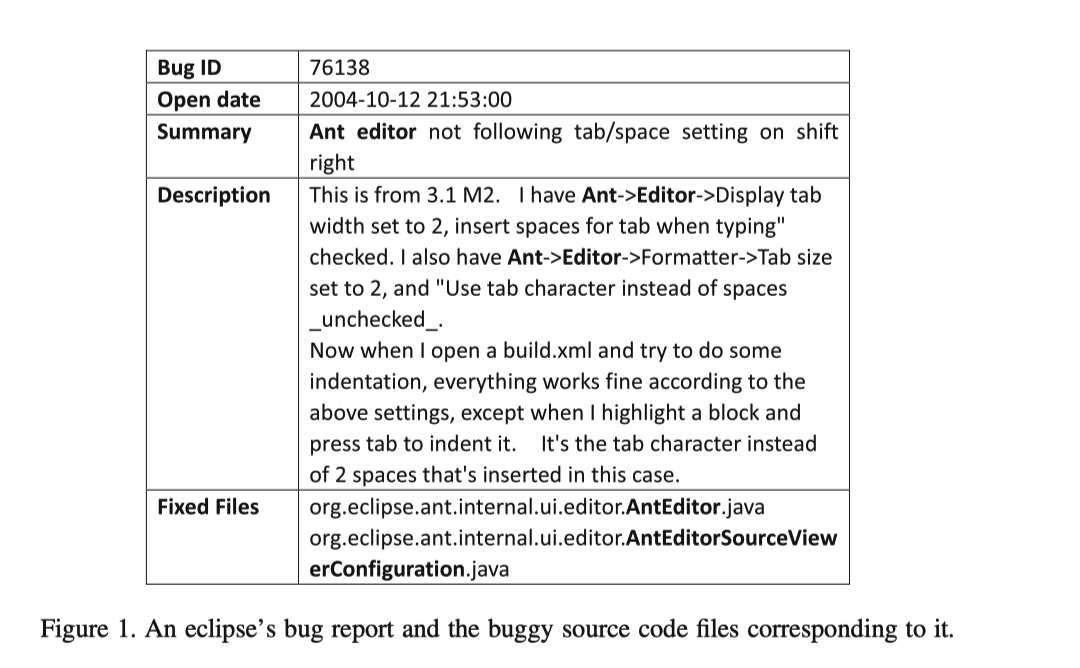 Bug ID 76138
Open date 2004-10-12 21:53:00
Summary Ant editor not following tab/space setting on shift
right
Description This is from 3.1 M2. I have Ant->Editor->Display tab
width set to 2, insert spaces for tab when typing"
checked. I also have Ant->Editor->Formatter->Tab size
set to 2, and "Use tab character instead of spaces
_unchecked_.
Now when I open a build.xml and try to do some
indentation, everything works fine according to the
above settings, except when I highlight a block and
press tab to indent it. It's the tab character instead
of 2 spaces that's inserted in this case.
Fixed Files org.eclipse.ant.internal.ui.editor.AntEditor.java
org.eclipse.ant.internal.ui.editor.AntEditorSourceView
erConfiguration.java
Figure 1. An eclipse's bug report and the buggy source code files corresponding to it.